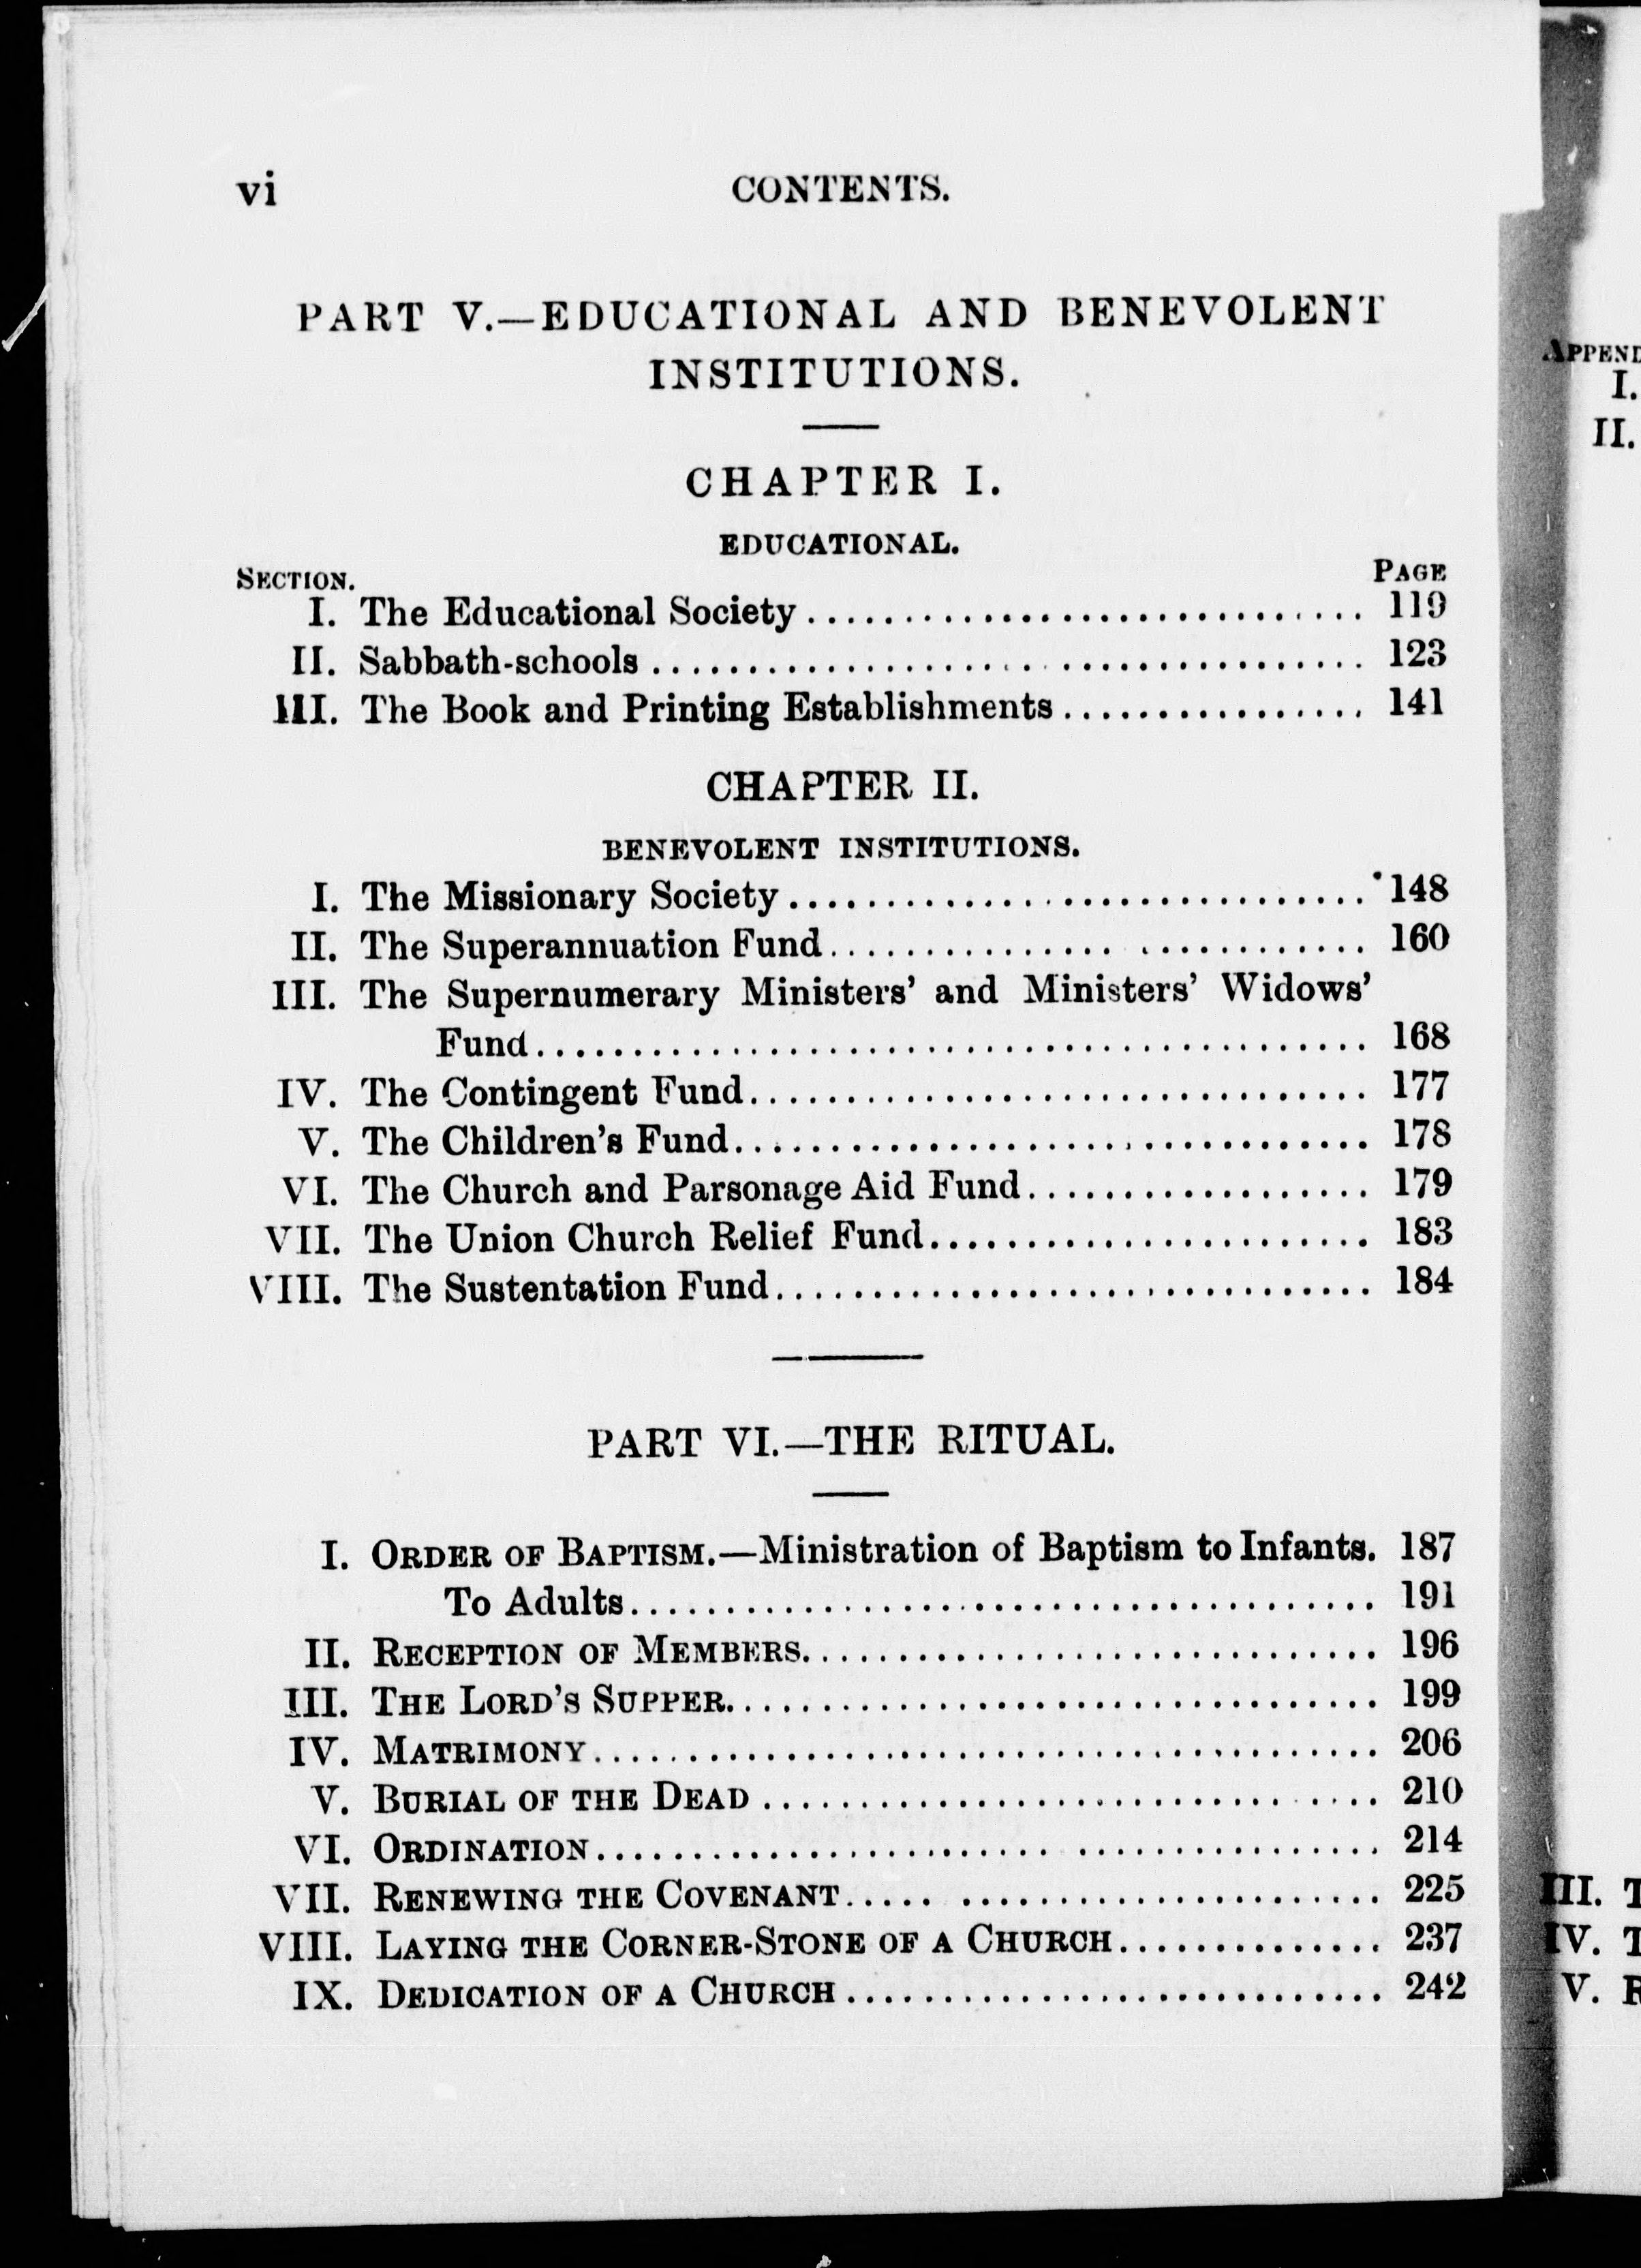 vi CONTENTS.
PART V.—EDUCATIONAL AND BENEVOLENT
INSTITUTIONS.
CHAPTER I.
EDUCATIONAL.
SECTION. PAGE
I. The Educational Society .............................. 119
II. Sabbath-schools ..................................... 123
III. The Book and Printing Establishments ................ 141
CHAPTER II.
BENEVOLENT INSTITUTIONS.
I. The Missionary Society .............................. 148
II. The Superannuation Fund ............................ 160
III. The Supernumerary Ministers' and Ministers' Widows'
Fund ............................................ 168
IV. The Contingent Fund ................................. 177
V. The Children's Fund ................................. 178
VI. The Church and Parsonage Aid Fund .................. 179
VII. The Union Church Relief Fund ....................... 183
VIII. The Sustentation Fund ............................... 184
PART VI.—THE RITUAL.
I. ORDER OF BAPTISM.—Ministration of Baptism to Infants. 187
To Adults ....................................... 191
II. RECEPTION OF MEMBERS .............................. 196
III. THE LORD'S SUPPER .................................. 199
IV. MATRIMONY .......................................... 206
V. BURIAL OF THE DEAD ................................ 210
VI. ORDINATION ......................................... 214
VII. RENEWING THE COVENANT ............................ 225
VIII. LAYING THE CORNER-STONE OF A CHURCH .............. 237
IX. DEDICATION OF A CHURCH ............................ 242
I.
II.
III.
IV.
V.